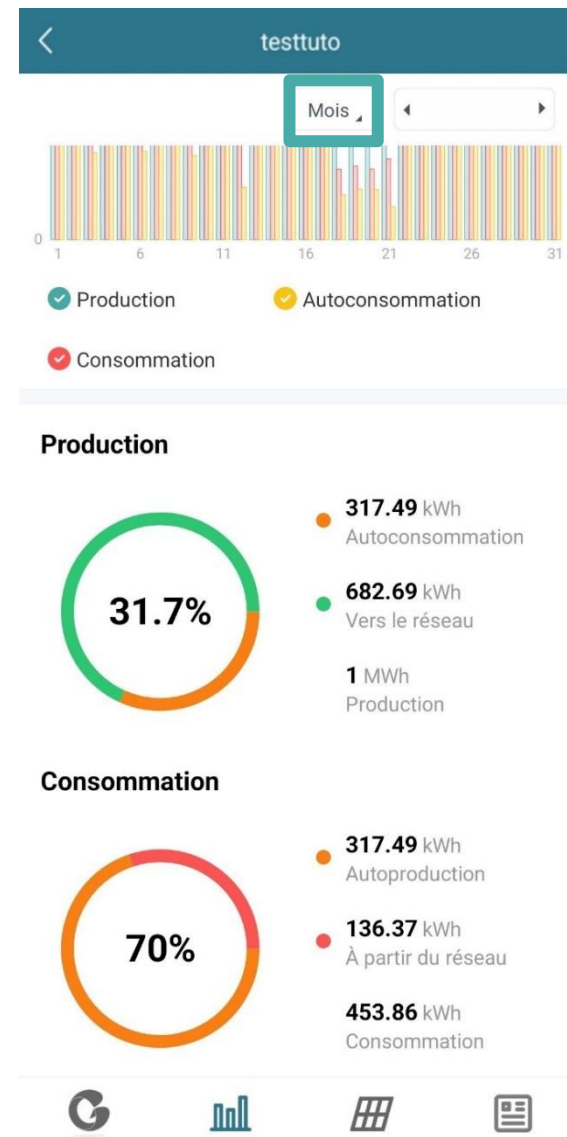 testtuto
Mois
0
1 6 11 16 21 26 31
Production
Autoconsommation
Consommation
Production
31.7%
317.49 kWh
Autoconsommation
682.69 kWh
Vers le réseau
1 MWh
Production
Consommation
70%
317.49 kWh
Autoproduction
136.37 kWh
À partir du réseau
453.86 kWh
Consommation